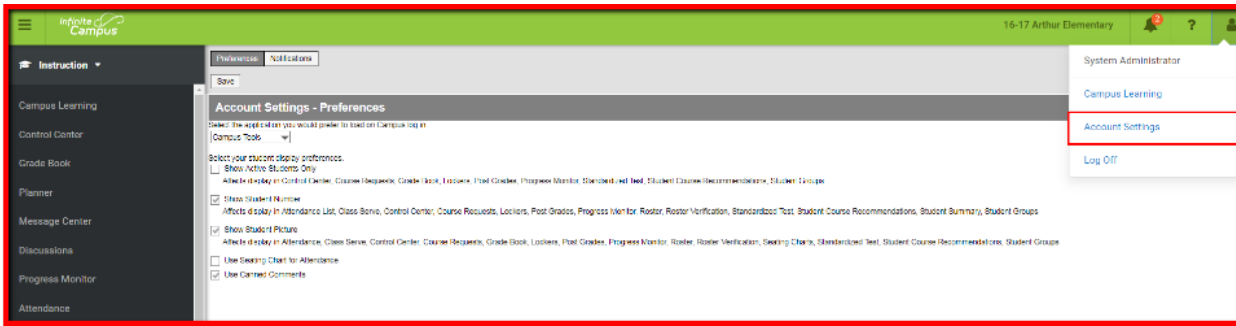 Infinite Campus
16-17 Arthur Elementary
2
?
Instruction
Campus Learning
Control Center
Grade Book
Planner
Message Center
Discussions
Progress Monitor
Attendance
Preferences Notifications
Save
Account Settings - Preferences
Select the application you would prefer to load on Campus log in
Campus Tools
Select your student display preferences.
Show Active Students Only
Affects display in Control Center, Course Requests, Grade Book, Lockers, Post Grades, Progress Monitor, Standardized Test, Student Course Recommendations, Student Groups
Show Student Number
Affects display in Attendance List, Class Serve, Control Center, Course Requests, Lockers, Post Grades, Progress Monitor, Roster, Roster Verification, Standardized Test, Student Course Recommendations, Student Summary, Student Groups
Show Student Picture
Affects display in Attendance, Class Serve, Control Center, Course Requests, Grade Book, Lockers, Post Grades, Progress Monitor, Roster, Roster Verification, Seating Charts, Standardized Test, Student Course Recommendations, Student Groups
Use Seating Chart for Attendance
Use Canned Comments
System Administrator
Campus Learning
Account Settings
Log Off